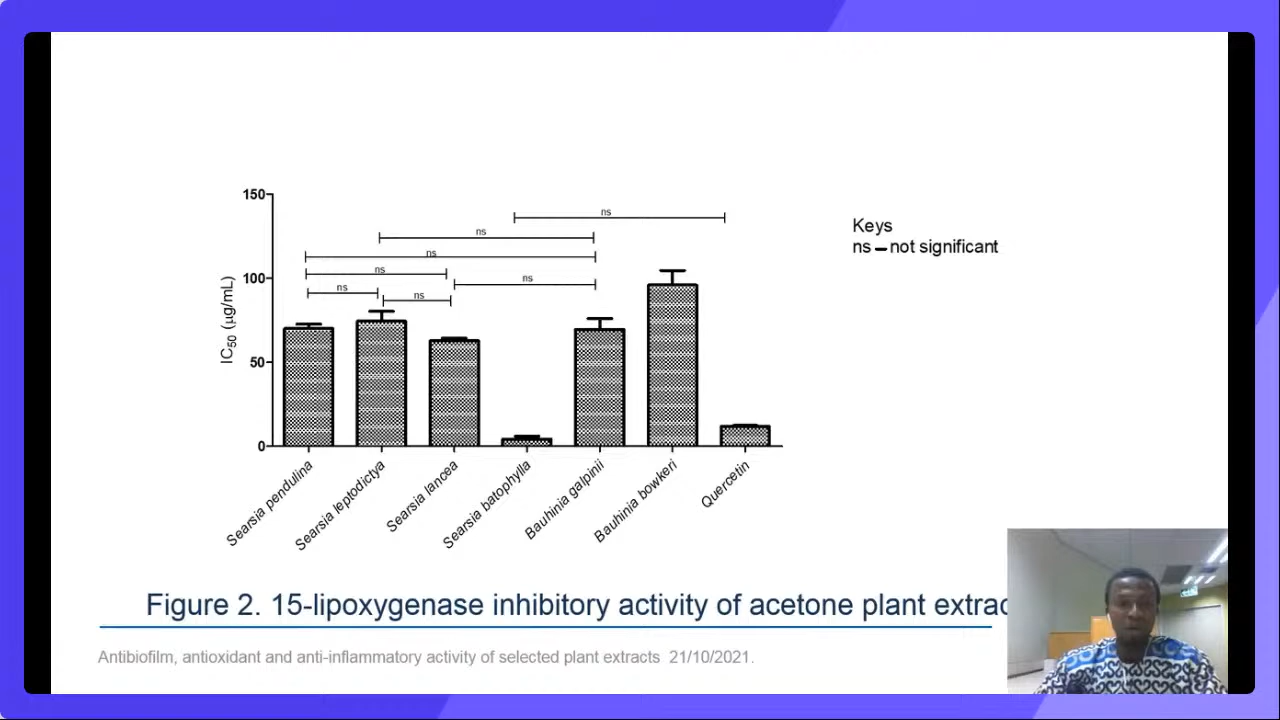 150
100
50
0
IC50 (µg/mL)
ns
ns
ns
ns
ns
ns
ns
Keys
ns – not significant
Searsia pendulina
Searsia leptodictya
Searsia lancea
Searsia batophylla
Bauhinia galpinii
Bauhinia bowkeri
Quercetin
Figure 2. 15-lipoxygenase inhibitory activity of acetone plant extrac
Antibiofilm, antioxidant and anti-inflammatory activity of selected plant extracts 21/10/2021.